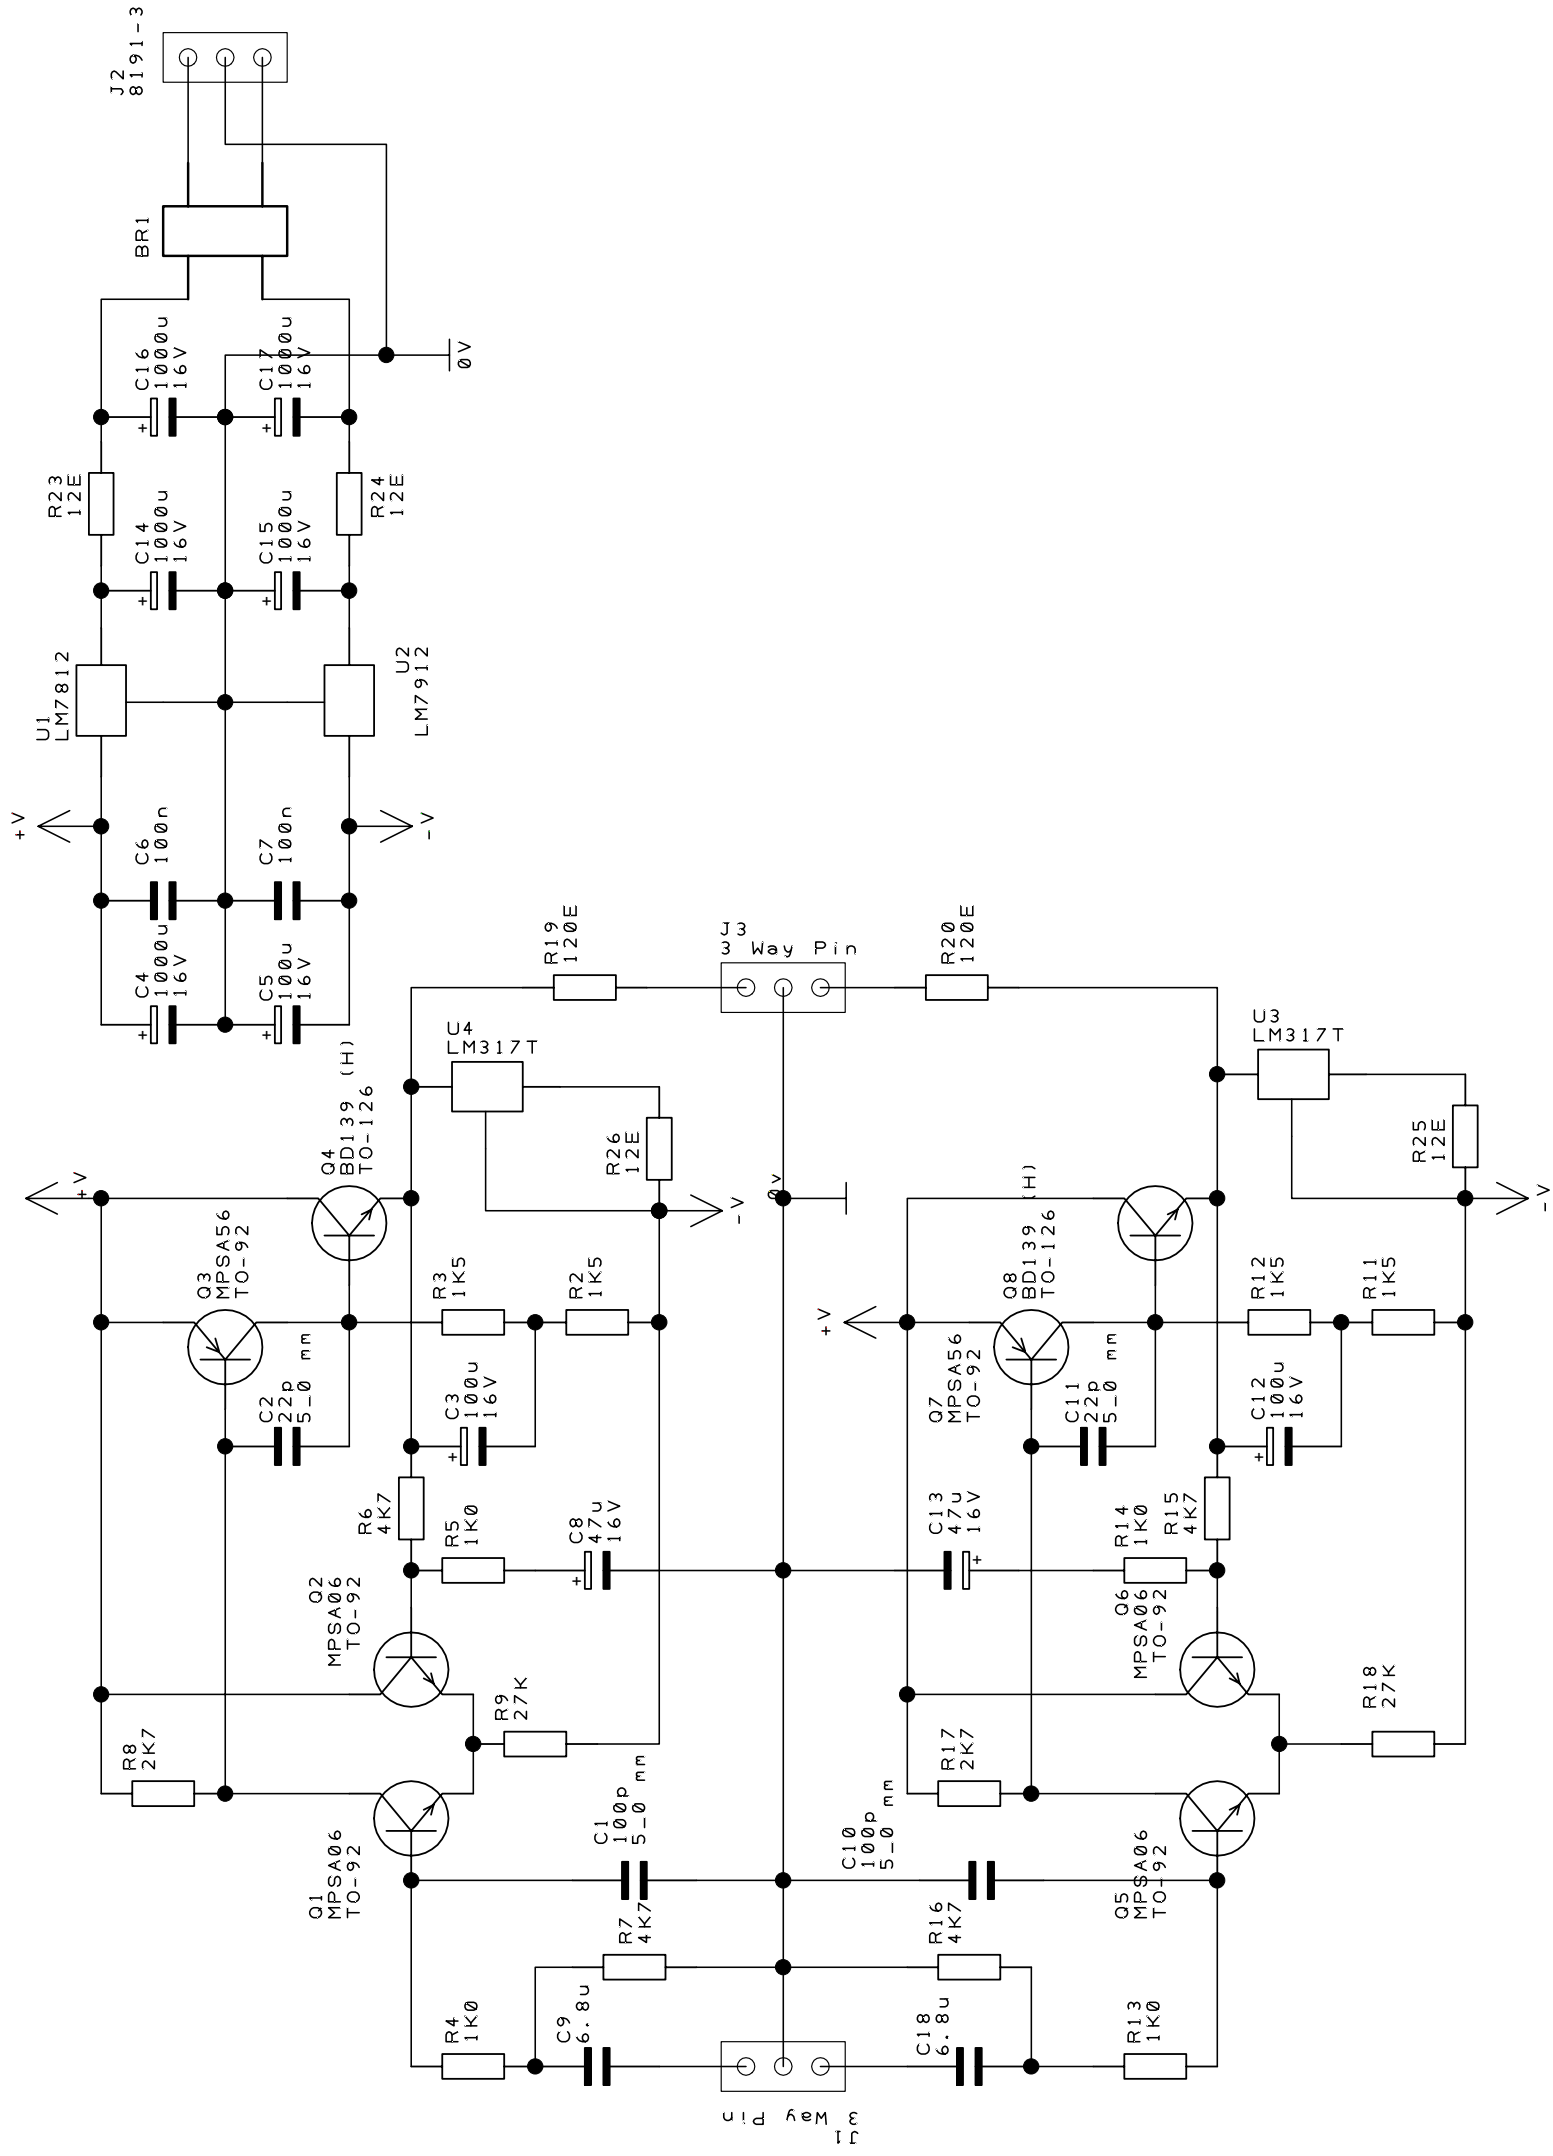 J2
8191-3
BR1
C16
1000u
16V
C17
1000u
16V
0V
R23
12E
R24
12E
C14
1000u
16V
C15
1000u
16V
U1
LM7812
U2
LM7912
+V
-V
C6
100n
C7
100n
C4
1000u
16V
C5
100u
16V
R19
120E
J3
3 Way Pin
R20
120E
U4
LM317T
U3
LM317T
Q4
BD139 (H)
TO-126
R26
12E
R25
12E
+V
-V
0v
-V
Q3
MPSA56
TO-92
Q8
BD139 (H)
TO-126
R3
1K5
R2
1K5
R12
1K5
R11
1K5
+V
C2
22p
5_0 mm
C3
100u
16V
Q7
MPSA56
TO-92
C11
22p
5_0 mm
C12
100u
16V
R6
4K7
R5
1K0
C8
47u
16V
C13
47u
16V
R14
1K0
R15
4K7
Q2
MPSA06
TO-92
Q6
MPSA06
TO-92
R8
2K7
R9
27K
R17
2K7
R18
27K
Q1
MPSA06
TO-92
C1
100p
5_0 mm
C10
100p
5_0 mm
Q5
MPSA06
TO-92
R7
4K7
R16
4K7
R4
1K0
C9
6.8u
C18
6.8u
R13
1K0
J1
3 Way Pin